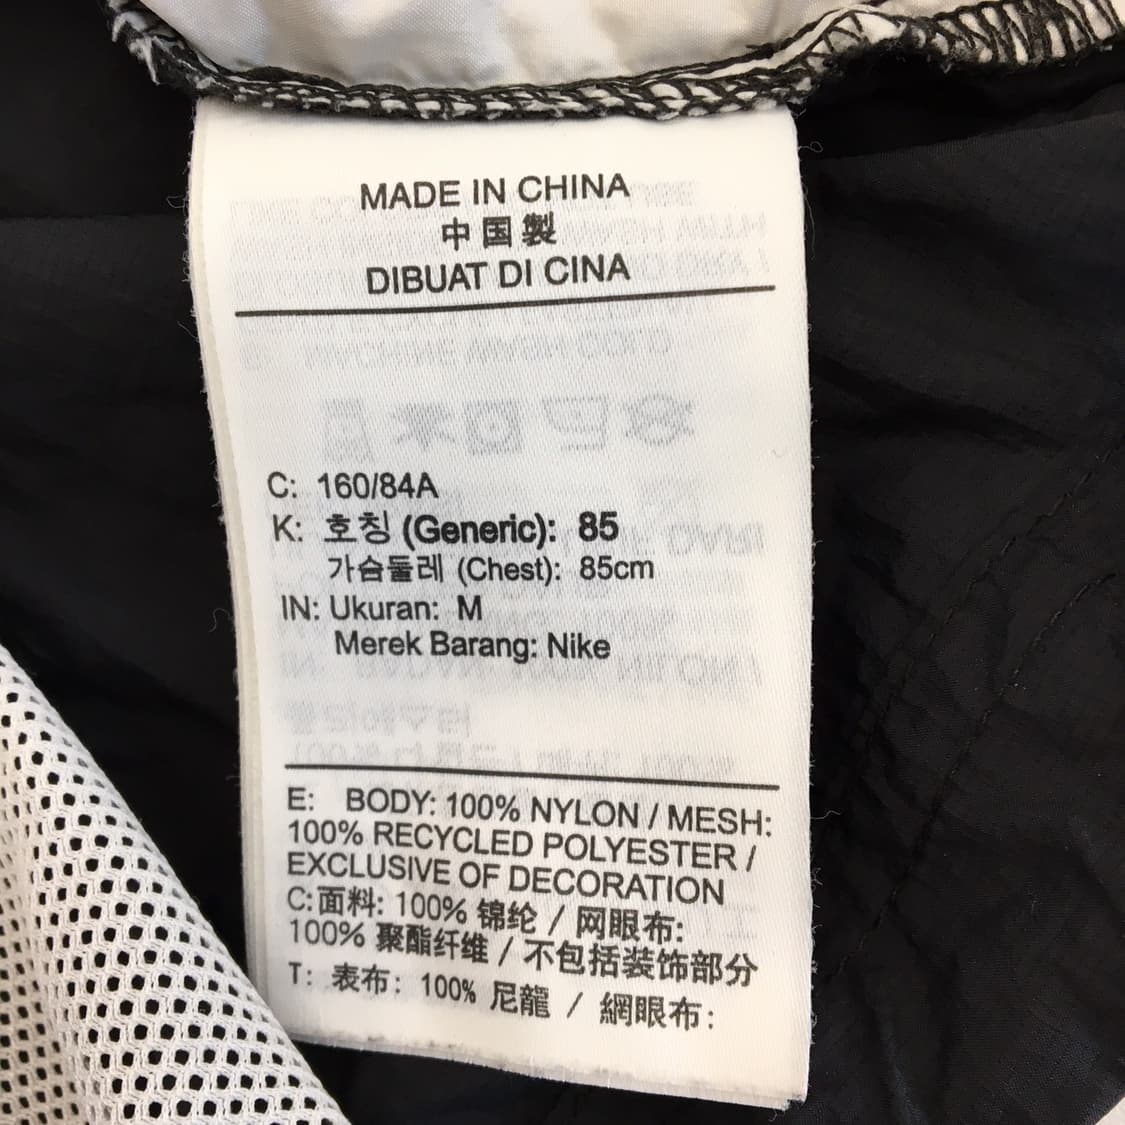 MADE IN CHINA
中国製
DIBUAT DI CINA
C: 160/84A
K: 호칭 (Generic): 85
가슴둘레 (Chest): 85cm
IN: Ukuran: M
Merek Barang: Nike
E: BODY: 100% NYLON / MESH:
100% RECYCLED POLYESTER /
EXCLUSIVE OF DECORATION
C:面料: 100% 锦纶 / 网眼布:
100% 聚酯纤维 / 不包括装饰部分
T: 表布: 100% 尼龍 / 網眼布: